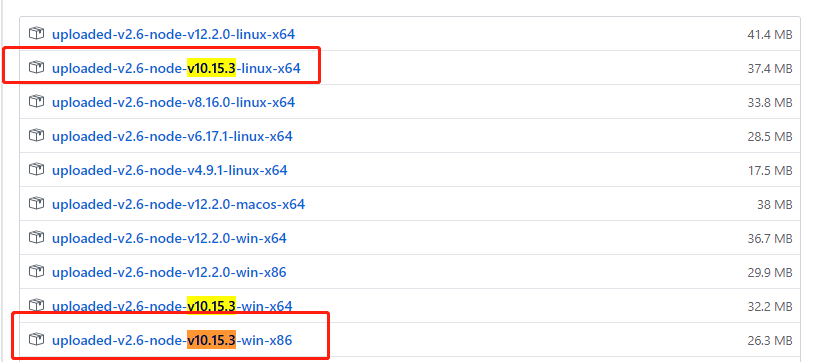 uploaded-v2.6-node-v12.2.0-linux-x64 41.4 MB
uploaded-v2.6-node-v10.15.3-linux-x64 37.4 MB
uploaded-v2.6-node-v8.16.0-linux-x64 33.8 MB
uploaded-v2.6-node-v6.17.1-linux-x64 28.5 MB
uploaded-v2.6-node-v4.9.1-linux-x64 17.5 MB
uploaded-v2.6-node-v12.2.0-macos-x64 38 MB
uploaded-v2.6-node-v12.2.0-win-x64 36.7 MB
uploaded-v2.6-node-v12.2.0-win-x86 29.9 MB
uploaded-v2.6-node-v10.15.3-win-x64 32.2 MB
uploaded-v2.6-node-v10.15.3-win-x86 26.3 MB